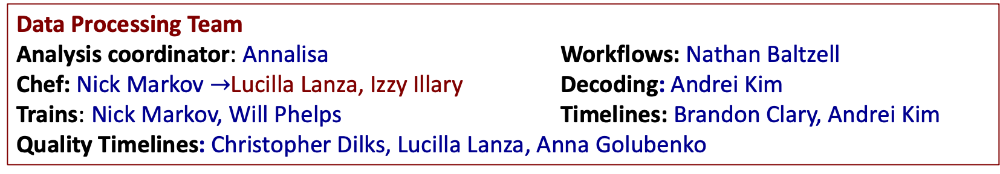 Data Processing Team
Analysis coordinator: Annalisa
Workflows: Nathan Baltzell
Chef: Nick Markov →Lucilla Lanza, Izzy Illary
Decoding: Andrei Kim
Trains: Nick Markov, Will Phelps
Timelines: Brandon Clary, Andrei Kim
Quality Timelines: Christopher Dilks, Lucilla Lanza, Anna Golubenko